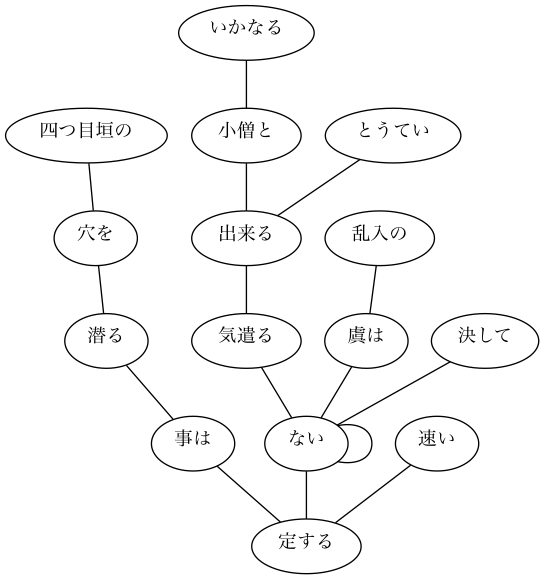 いかなる
四つ目垣の
小僧と
とうてい
穴を
出来る
乱入の
潜る
気遣る
虞は
決して
事は
ない
速い
定する